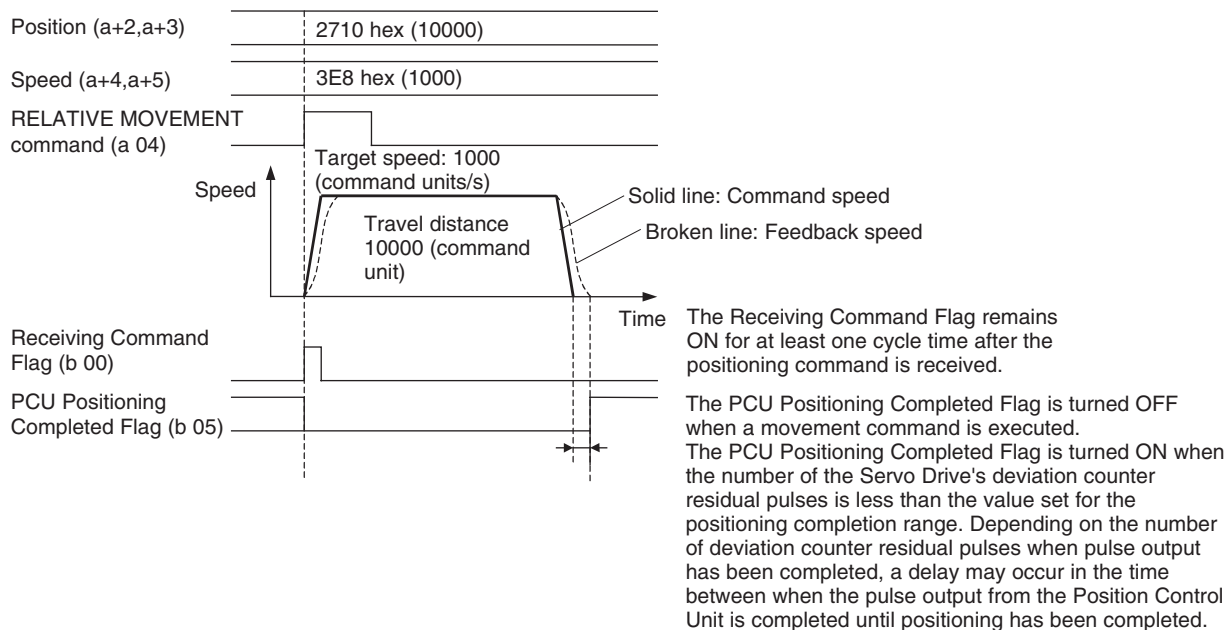 Position (a+2,a+3)
2710 hex (10000)
Speed (a+4,a+5)
3E8 hex (1000)
RELATIVE MOVEMENT
command (a 04)
Target speed: 1000
(command units/s)
Speed
Solid line: Command speed
Travel distance
10000 (command
unit)
Broken line: Feedback speed
Time
Receiving Command
Flag (b 00)
The Receiving Command Flag remains
ON for at least one cycle time after the
positioning command is received.
PCU Positioning
Completed Flag (b 05)
The PCU Positioning Completed Flag is turned OFF
when a movement command is executed.
The PCU Positioning Completed Flag is turned ON when
the number of the Servo Drive's deviation counter
residual pulses is less than the value set for the
positioning completion range. Depending on the number
of deviation counter residual pulses when pulse output
has been completed, a delay may occur in the time
between when the pulse output from the Position Control
Unit is completed until positioning has been completed.